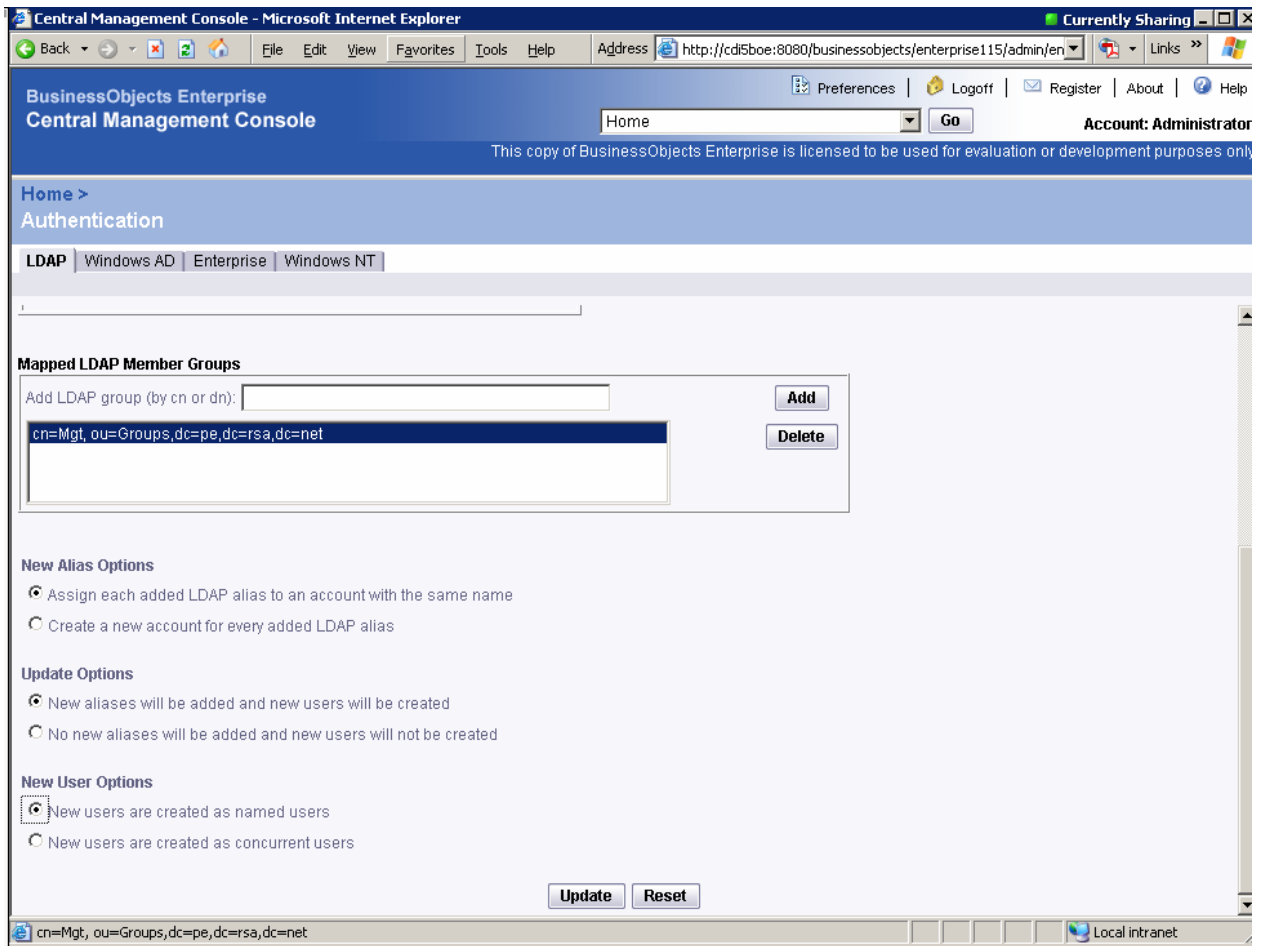 Central Management Console - Microsoft Internet Explorer
Currently Sharing
Back File Edit View Favorites Tools Help Address http://cdi5boe:8080/businessobjects/enterprise115/admin/en Links »
Preferences | Logoff | Register | About | Help
BusinessObjects Enterprise
Central Management Console
Home Go
Account: Administrator
This copy of BusinessObjects Enterprise is licensed to be used for evaluation or development purposes only
Home >
Authentication
LDAP | Windows AD | Enterprise | Windows NT |
Mapped LDAP Member Groups
Add LDAP group (by cn or dn): Add
cn=Mgt, ou=Groups,dc=pe,dc=rsa,dc=net
Delete
New Alias Options
Assign each added LDAP alias to an account with the same name
Create a new account for every added LDAP alias
Update Options
New aliases will be added and new users will be created
No new aliases will be added and new users will not be created
New User Options
New users are created as named users
New users are created as concurrent users
Update Reset
cn=Mgt, ou=Groups,dc=pe,dc=rsa,dc=net Local intranet